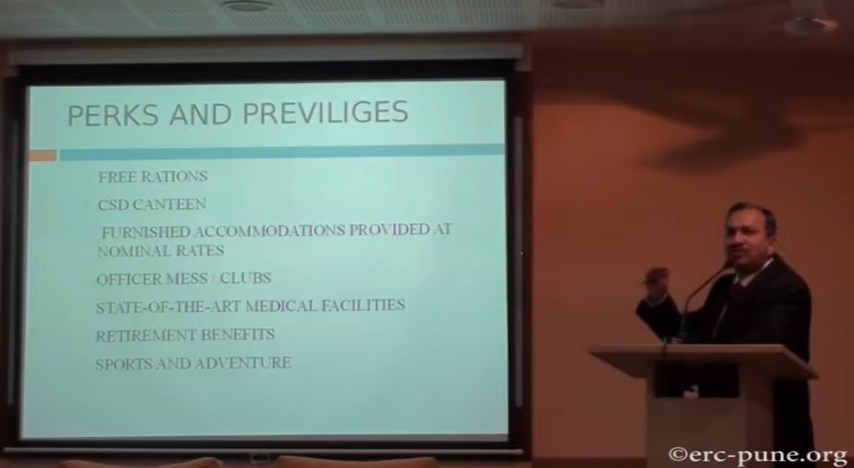 PERKS AND PREVILIGES
FREE RATIONS
CSD CANTEEN
FURNISHED ACCOMMODATIONS PROVIDED AT
NOMINAL RATES
OFFICER MESS / CLUBS
STATE-OF-THE-ART MEDICAL FACILITIES
RETIREMENT BENEFITS
SPORTS AND ADVENTURE
©erc-pune.org